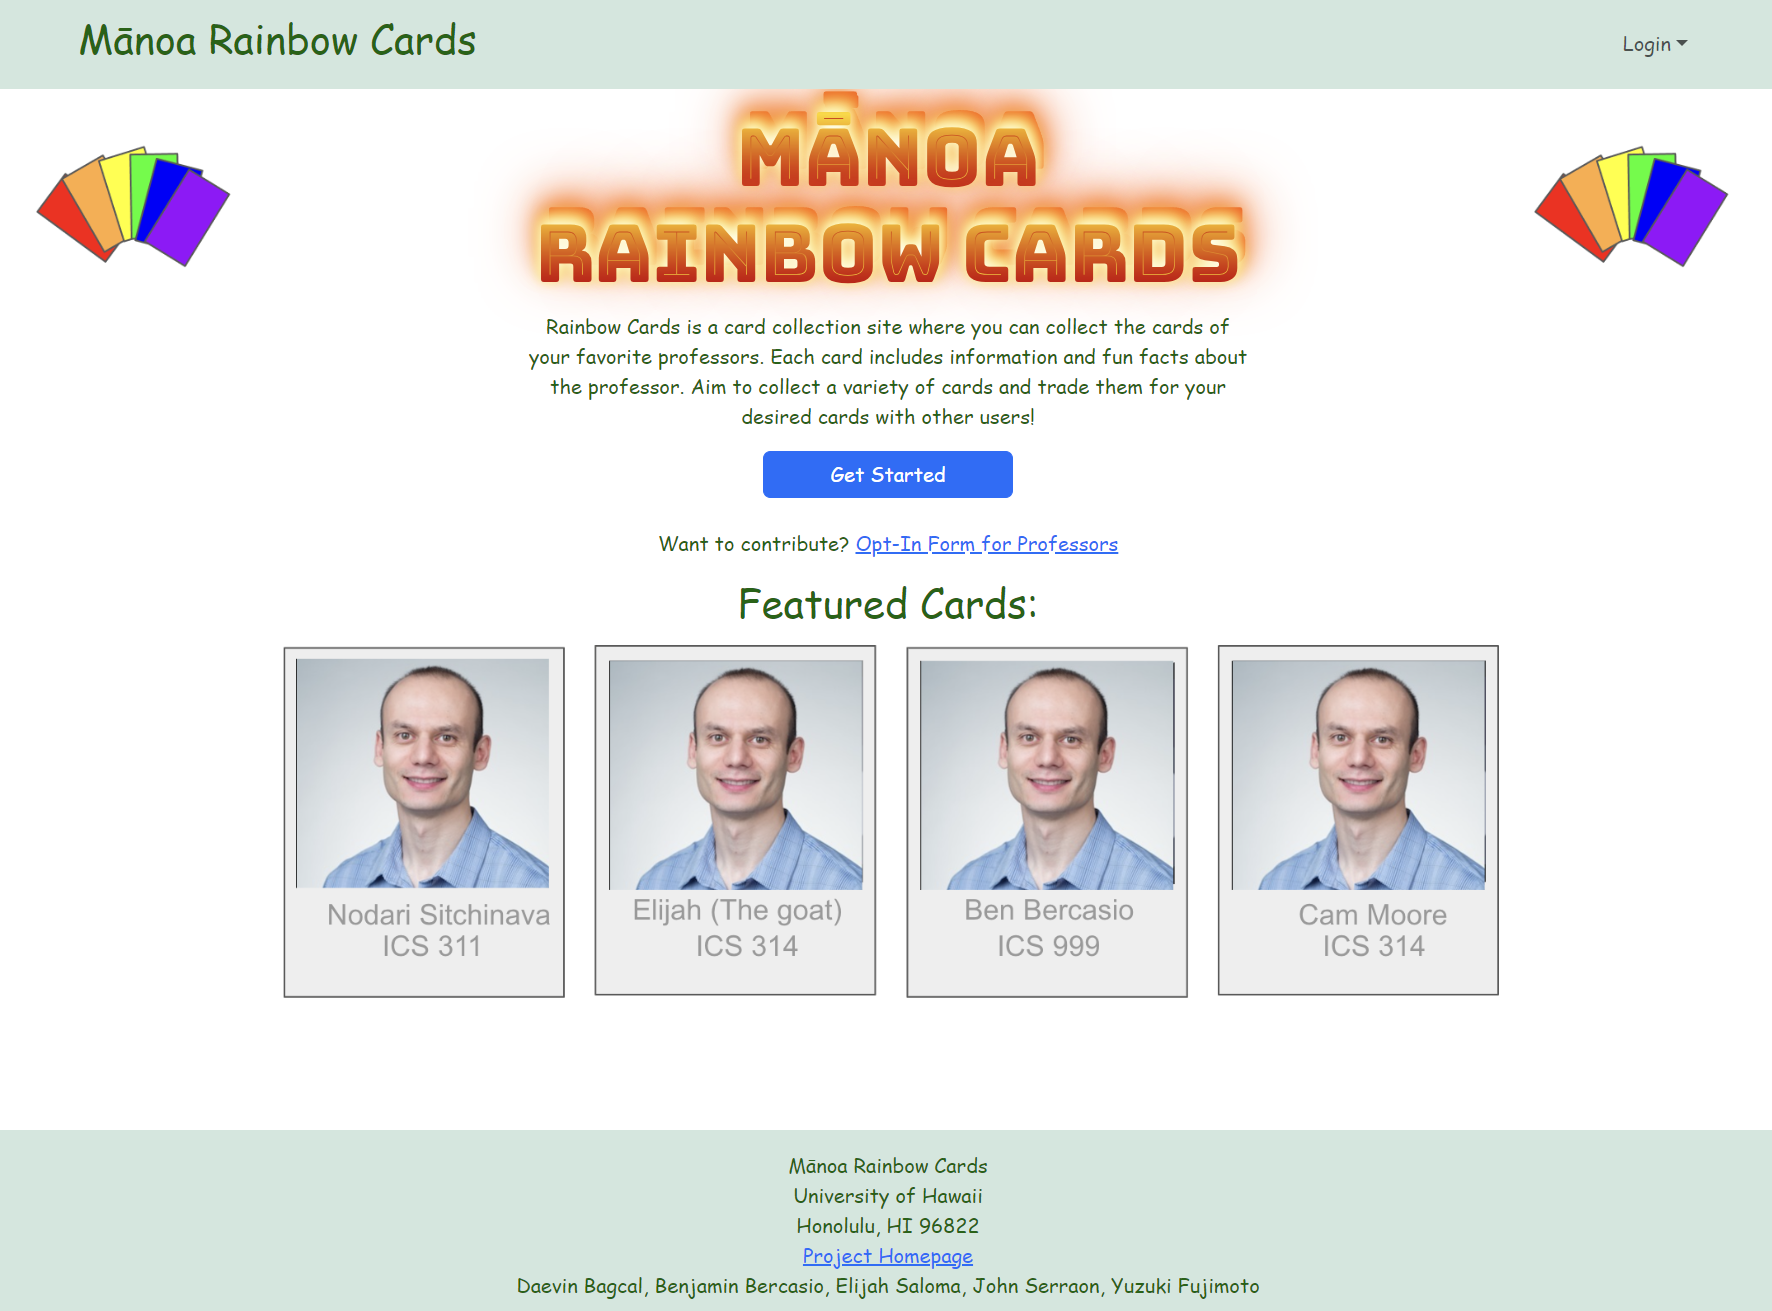 Mānoa Rainbow Cards
Login
MĀNOA
RAINBOW CARDS
Rainbow Cards is a card collection site where you can collect the cards of
your favorite professors. Each card includes information and fun facts about
the professor. Aim to collect a variety of cards and trade them for your
desired cards with other users!
Get Started
Want to contribute? Opt-In Form for Professors
Featured Cards:
Nodari Sitchinava
ICS 311
Elijah (The goat)
ICS 314
Ben Bercasio
ICS 999
Cam Moore
ICS 314
Mānoa Rainbow Cards
University of Hawaii
Honolulu, HI 96822
Project Homepage
Daevin Bagcal, Benjamin Bercasio, Elijah Saloma, John Serraon, Yuzuki Fujimoto